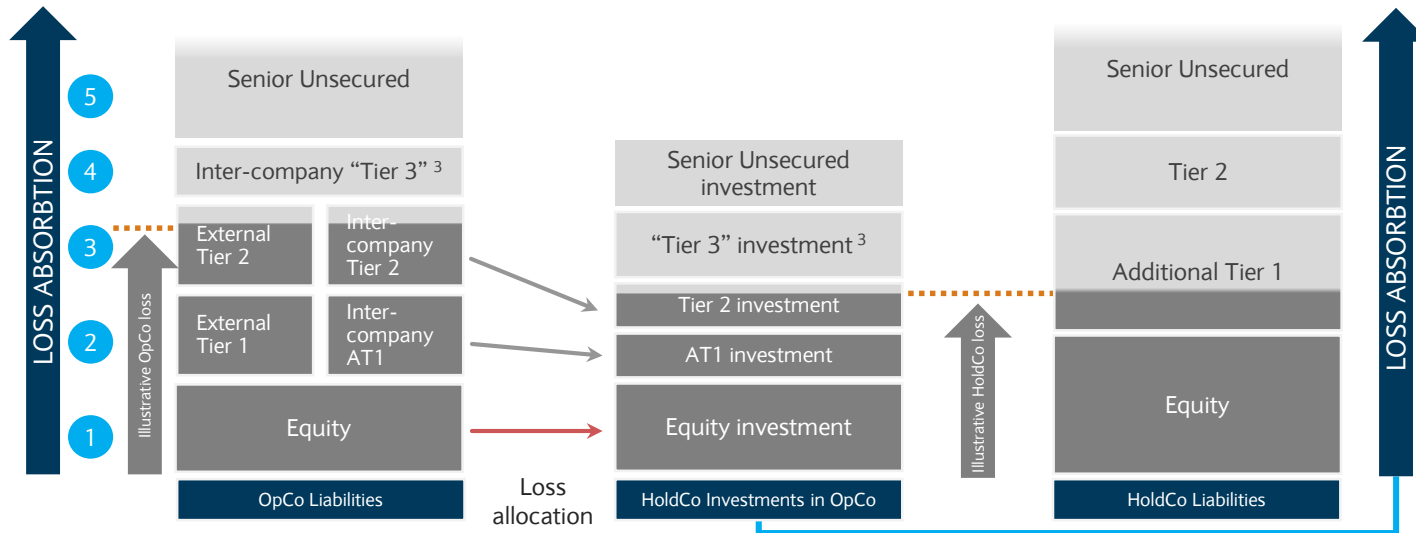 LOSS ABSORBTION
5
4
3
2
1
Illustrative OpCo loss
Senior Unsecured
Inter-company “Tier 3” 3
External
Tier 2
Inter-
company
Tier 2
External
Tier 1
Inter-
company
AT1
Equity
OpCo Liabilities
Loss
allocation
Senior Unsecured
investment
“Tier 3” investment 3
Tier 2 investment
AT1 investment
Equity investment
HoldCo Investments in OpCo
Illustrative HoldCo loss
Senior Unsecured
Tier 2
Additional Tier 1
Equity
HoldCo Liabilities
LOSS ABSORBTION